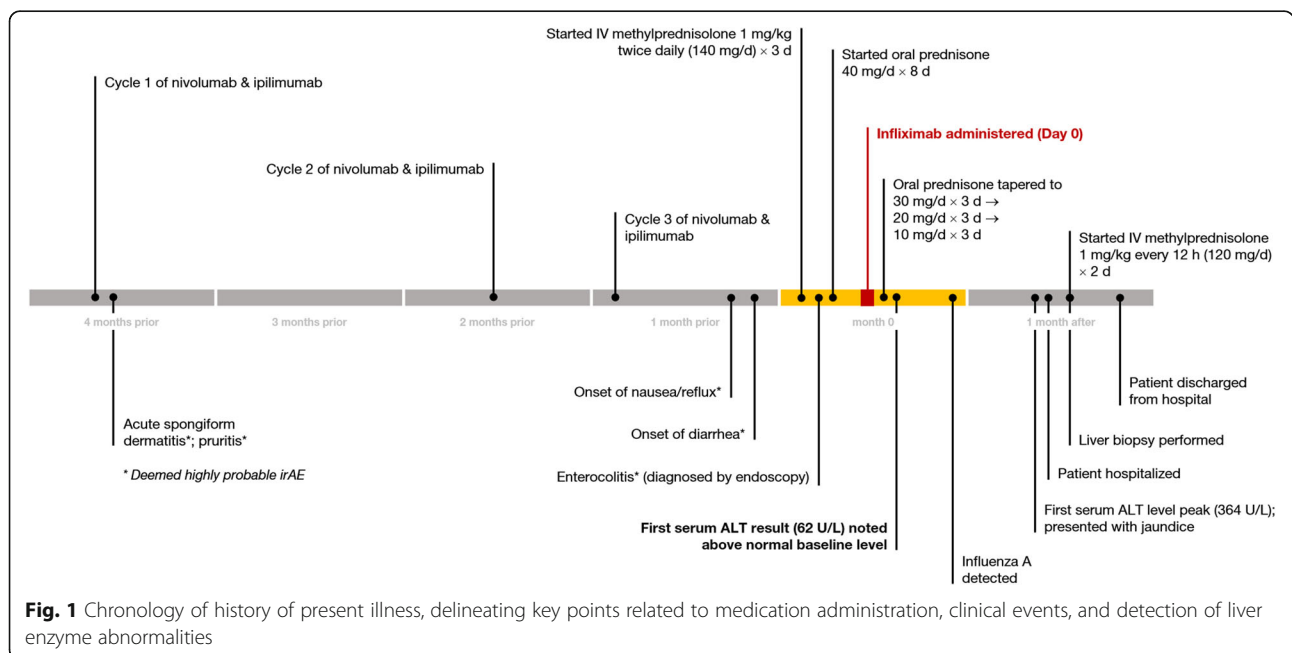 Started IV methylprednisolone 1 mg/kg
twice daily (140 mg/d) × 3 d
Started oral prednisone
40 mg/d × 8 d
Cycle 1 of nivolumab & ipilimumab
Infliximab administered (Day 0)
Cycle 2 of nivolumab & ipilimumab
Oral prednisone tapered to
30 mg/d × 3 d →
20 mg/d × 3 d →
10 mg/d × 3 d
Cycle 3 of nivolumab &
ipilimumab
Started IV methylprednisolone
1 mg/kg every 12 h (120 mg/d)
× 2 d
4 months prior
3 months prior
2 months prior
1 month prior
month 0
1 month after
Acute spongiform
dermatitis*; pruritis*
* Deemed highly probable irAE
Onset of nausea/reflux*
Onset of diarrhea*
Enterocolitis* (diagnosed by endoscopy)
First serum ALT result (62 U/L) noted
above normal baseline level
Influenza A
detected
Patient discharged
from hospital
Liver biopsy performed
Patient hospitalized
First serum ALT level peak (364 U/L);
presented with jaundice
Fig. 1 Chronology of history of present illness, delineating key points related to medication administration, clinical events, and detection of liver
enzyme abnormalities